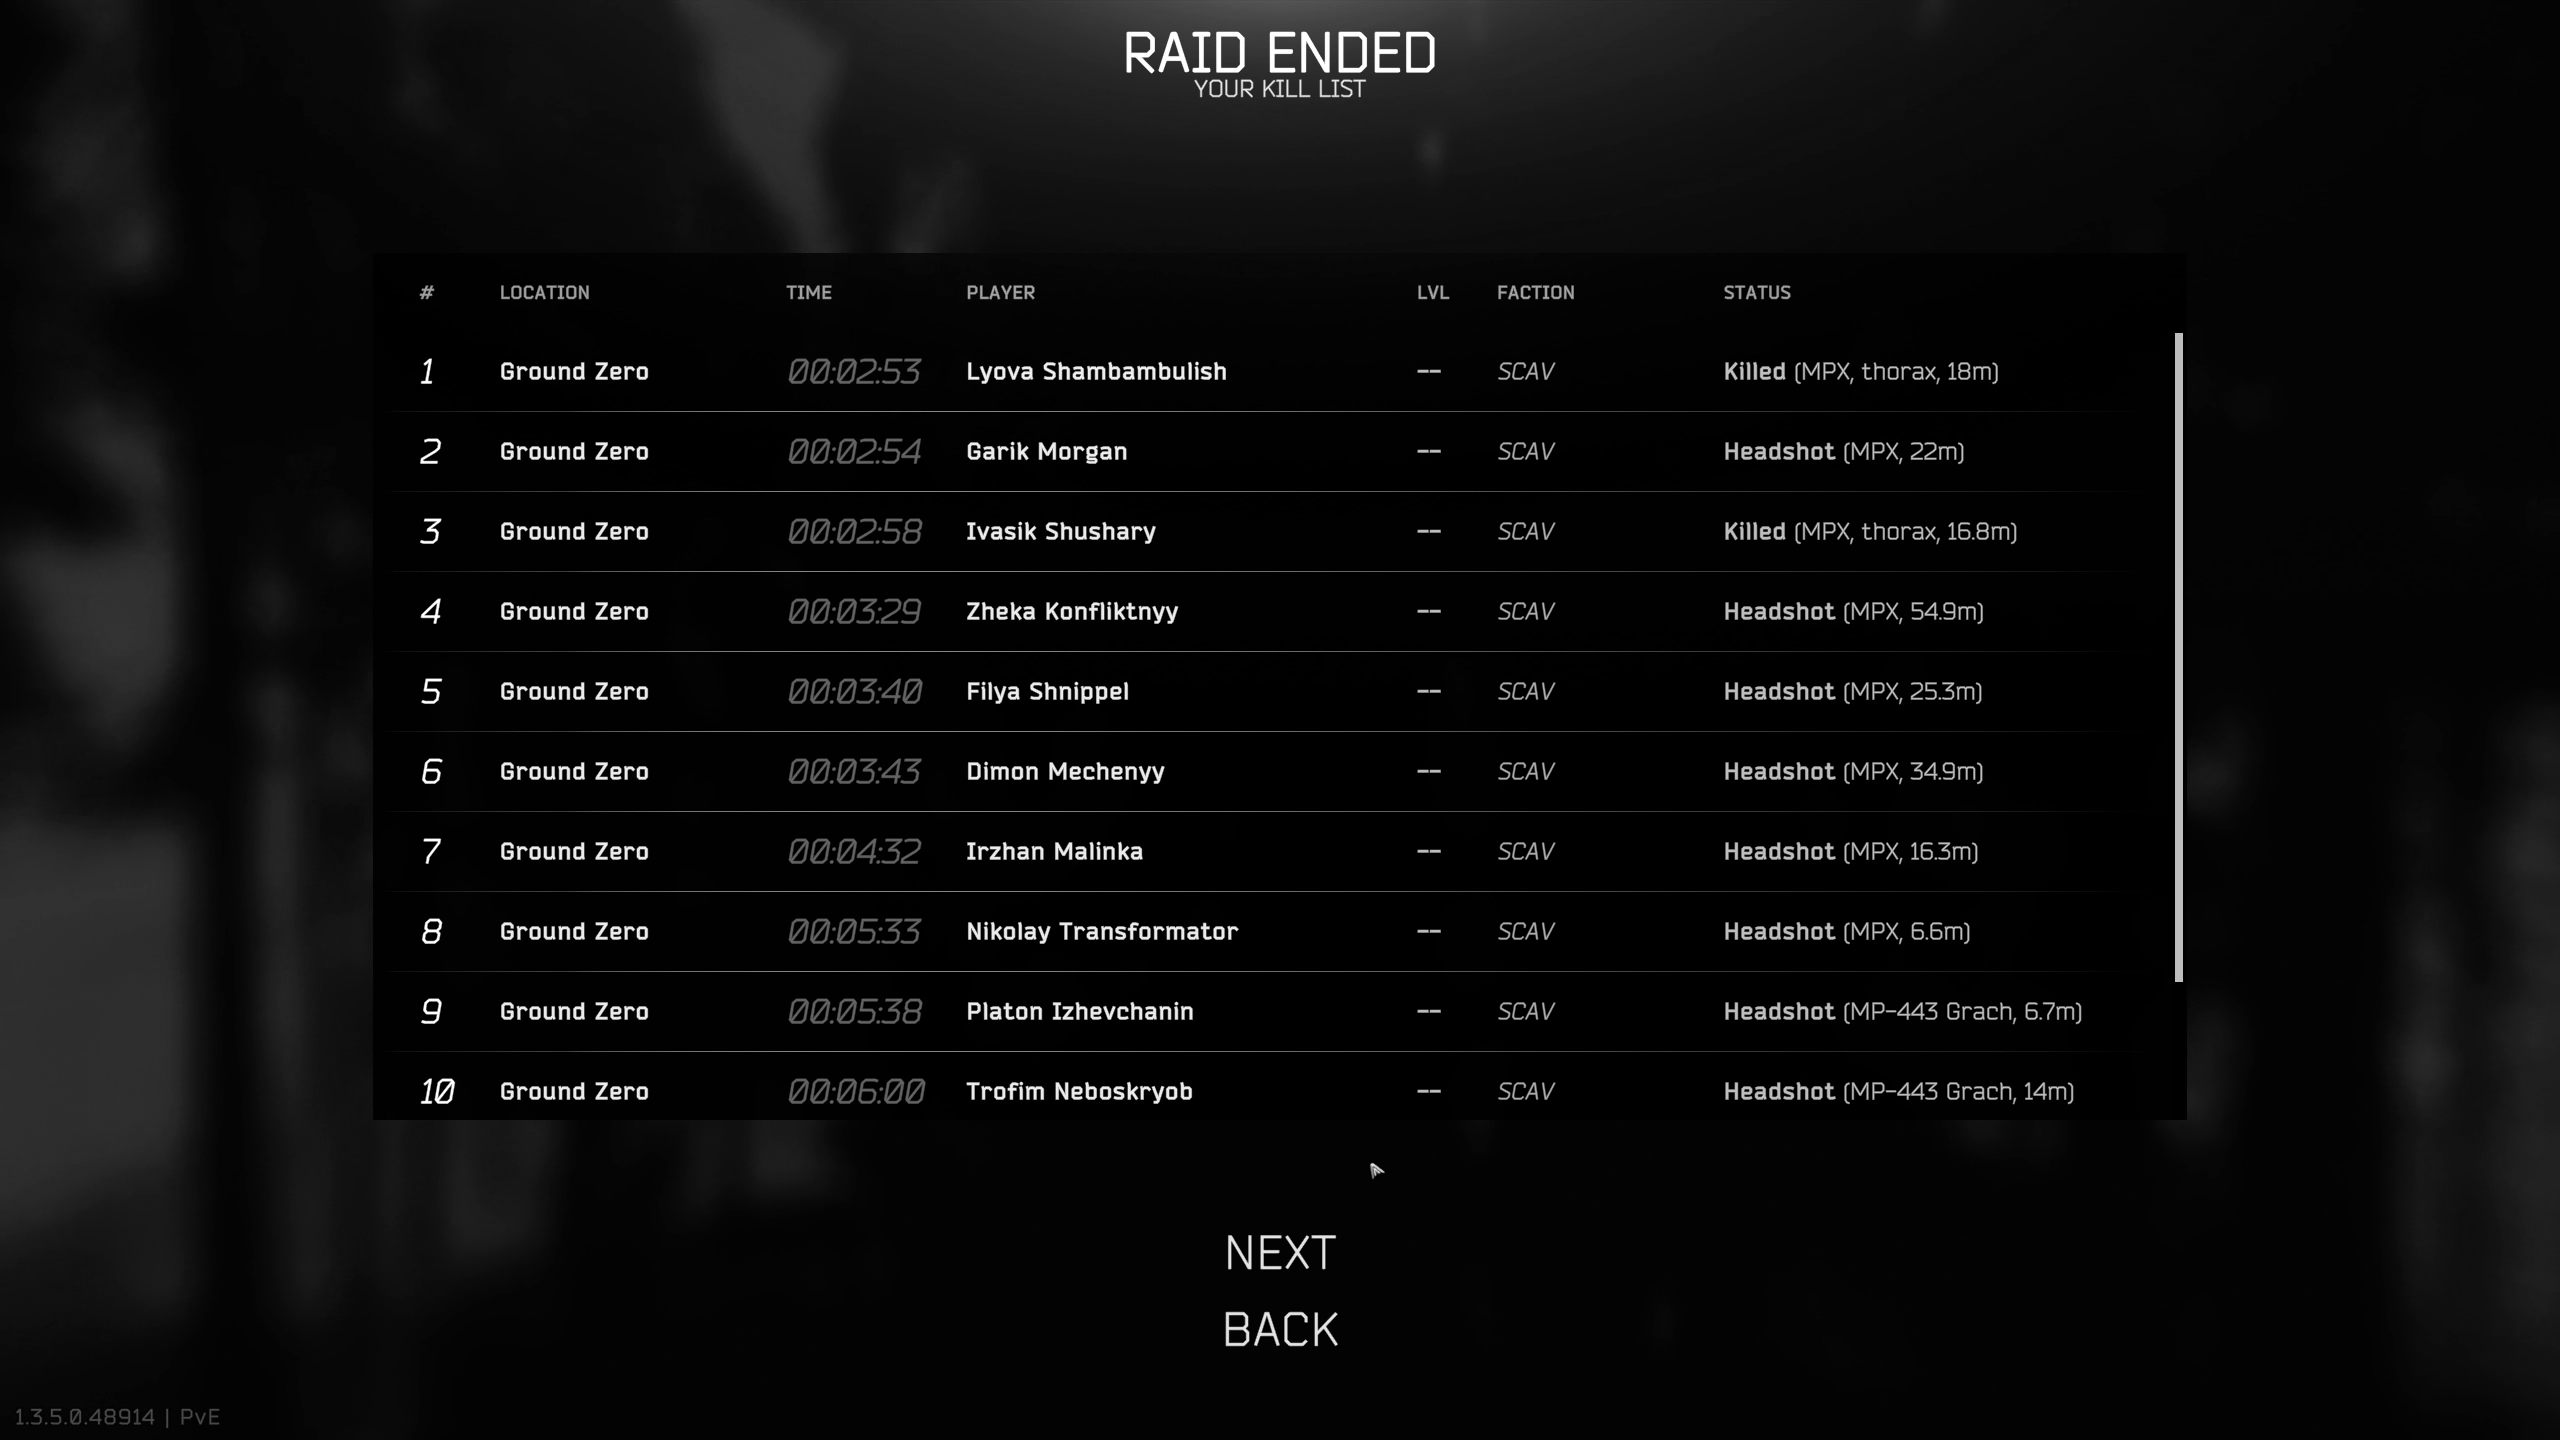 RAID ENDED
YOUR KILL LIST
# LOCATION TIME PLAYER LVL FACTION STATUS
1 Ground Zero 00:02:53 Lyova Shambambulish -- SCAV Killed (MPX, thorax, 18m)
2 Ground Zero 00:02:54 Garik Morgan -- SCAV Headshot (MPX, 22m)
3 Ground Zero 00:02:58 Ivasik Shushary -- SCAV Killed (MPX, thorax, 16.8m)
4 Ground Zero 00:03:29 Zheka Konfliktnyy -- SCAV Headshot (MPX, 54.9m)
5 Ground Zero 00:03:40 Filya Shnippel -- SCAV Headshot (MPX, 25.3m)
6 Ground Zero 00:03:43 Dimon Mechenyy -- SCAV Headshot (MPX, 34.9m)
7 Ground Zero 00:04:32 Irzhan Malinka -- SCAV Headshot (MPX, 16.3m)
8 Ground Zero 00:05:33 Nikolay Transformator -- SCAV Headshot (MPX, 6.6m)
9 Ground Zero 00:05:38 Platon Izhevchanin -- SCAV Headshot (MP-443 Grach, 6.7m)
10 Ground Zero 00:06:00 Trofim Neboskryob -- SCAV Headshot (MP-443 Grach, 14m)
NEXT
BACK
1.3.5.0.48914 | PvE